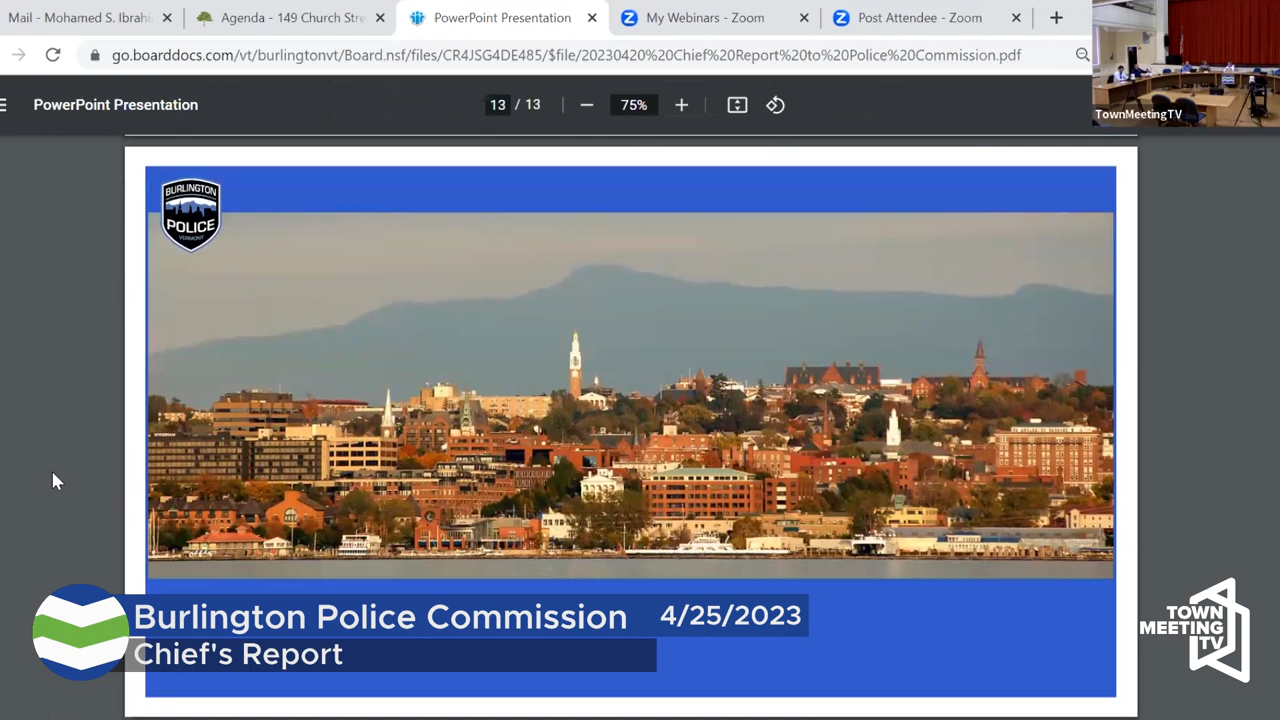 Mail - Mohamed S. Ibrahi
Agenda - 149 Church Stre
PowerPoint Presentation
My Webinars - Zoom
Post Attendee - Zoom
go.boarddocs.com/vt/burlingtonvt/Board.nsf/files/CR4JSG4DE485/$file/20230420%20Chief%20Report%20to%20Police%20Commission.pdf
PowerPoint Presentation
13 / 13
75%
TownMeetingTV
BURLINGTON
POLICE
VERMONT
Burlington Police Commission
4/25/2023
Chief's Report
TOWN
MEETING
TV